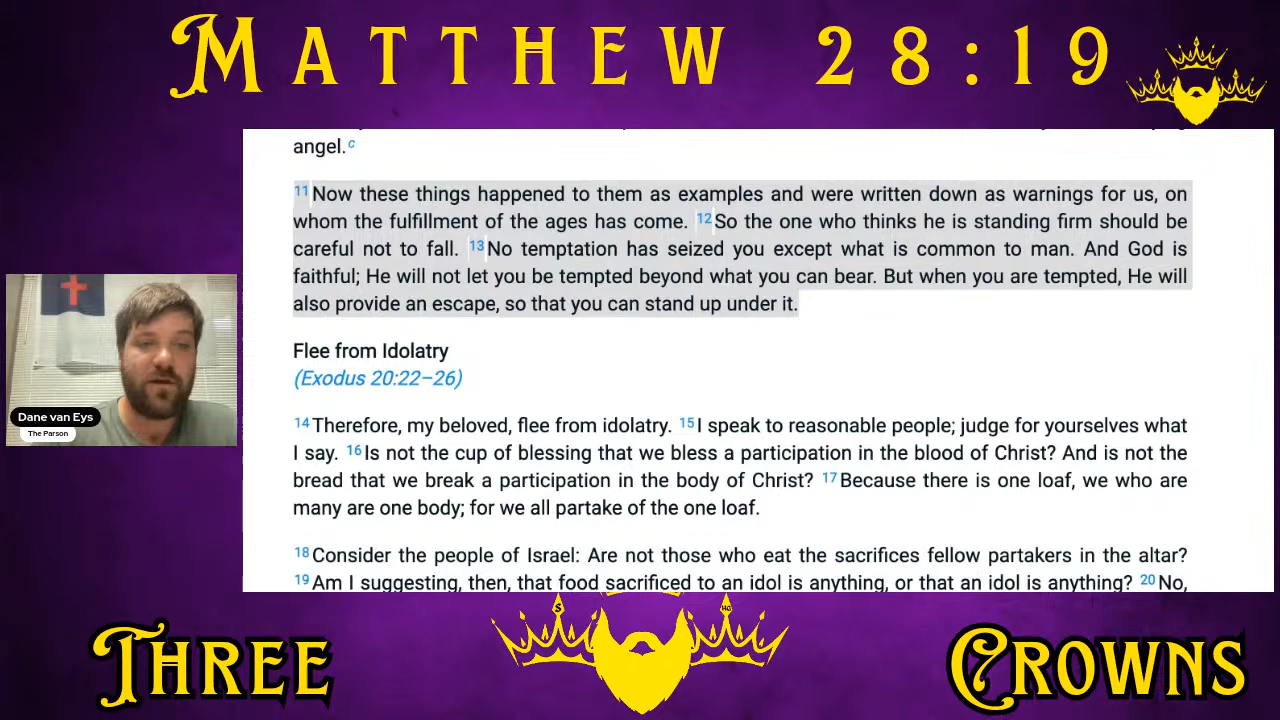 MATTHEW 28:19
angel.c
11 Now these things happened to them as examples and were written down as warnings for us, on
whom the fulfillment of the ages has come. 12 So the one who thinks he is standing firm should be
careful not to fall. 13 No temptation has seized you except what is common to man. And God is
faithful; He will not let you be tempted beyond what you can bear. But when you are tempted, He will
also provide an escape, so that you can stand up under it.
Flee from Idolatry
(Exodus 20:22–26)
14 Therefore, my beloved, flee from idolatry. 15 I speak to reasonable people; judge for yourselves what
I say. 16 Is not the cup of blessing that we bless a participation in the blood of Christ? And is not the
bread that we break a participation in the body of Christ? 17 Because there is one loaf, we who are
many are one body; for we all partake of the one loaf.
18 Consider the people of Israel: Are not those who eat the sacrifices fellow partakers in the altar?
19 Am I suggesting, then, that food sacrificed to an idol is anything, or that an idol is anything? 20 No,
Dane van Eys
The Parson
THREE
CROWNS